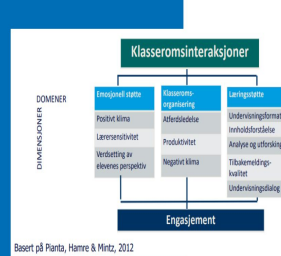 Klasseromsinteraksjoner
DOMENER
DIMENSJONER
Emosjonell støtte
Positivt klima
Lærersensitivitet
Verdsetting av
elevenes perspektiv
Klasseroms-
organisering
Atferdsledelse
Produktivitet
Negativt klima
Læringsstøtte
Undervisningsformat
Innholdsforståelse
Analyse og utforsking
Tilbakemeldings-
kvalitet
Undervisningsdialog
Engasjement
Basert på Pianta, Hamre & Mintz, 2012